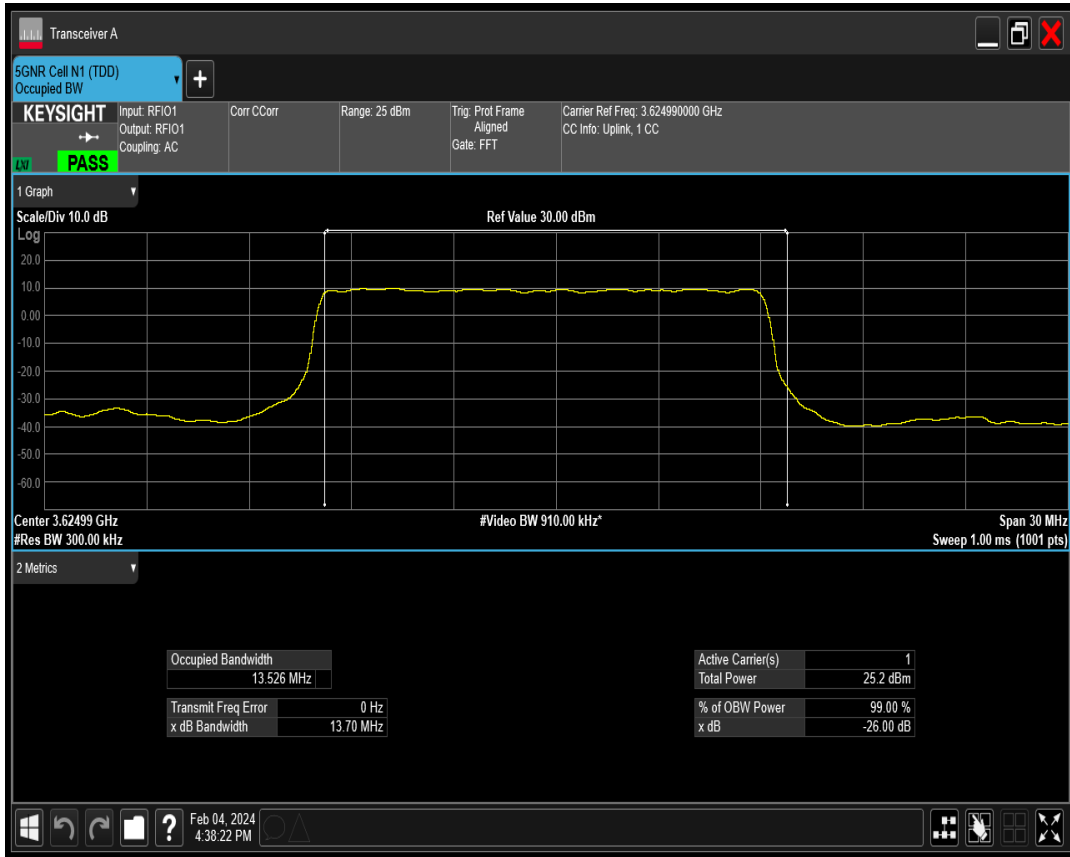 Transceiver A
5GNR Cell N1 (TDD)
Occupied BW
+
KEYSIGHT
LXI
PASS
Input: RFIO1
Output: RFIO1
Coupling: AC
Corr CCorr
Range: 25 dBm
Trig: Prot Frame
Aligned
Gate: FFT
Carrier Ref Freq: 3.624990000 GHz
CC Info: Uplink, 1 CC
1 Graph
Scale/Div 10.0 dB
Ref Value 30.00 dBm
Log
20.0
10.0
0.00
-10.0
-20.0
-30.0
-40.0
-50.0
-60.0
Center 3.62499 GHz
#Video BW 910.00 kHz*
Span 30 MHz
#Res BW 300.00 kHz
Sweep 1.00 ms (1001 pts)
2 Metrics
Occupied Bandwidth
13.526 MHz
Transmit Freq Error 0 Hz
x dB Bandwidth 13.70 MHz
Active Carrier(s) 1
Total Power 25.2 dBm
% of OBW Power 99.00 %
x dB -26.00 dB
?
Feb 04, 2024
4:38:22 PM